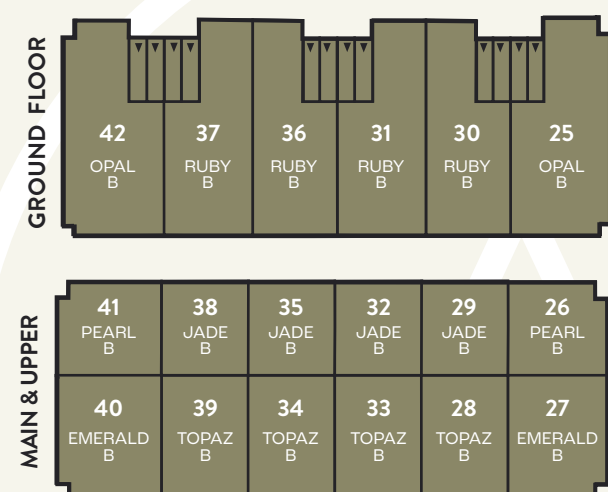 GROUND FLOOR
42 37 36 31 30 25
OPAL RUBY RUBY RUBY RUBY OPAL
B B B B B B
MAIN & UPPER
41 38 35 32 29 26
PEARL JADE JADE JADE JADE PEARL
B B B B B B
40 39 34 33 28 27
EMERALD TOPAZ TOPAZ TOPAZ TOPAZ EMERALD
B B B B B B